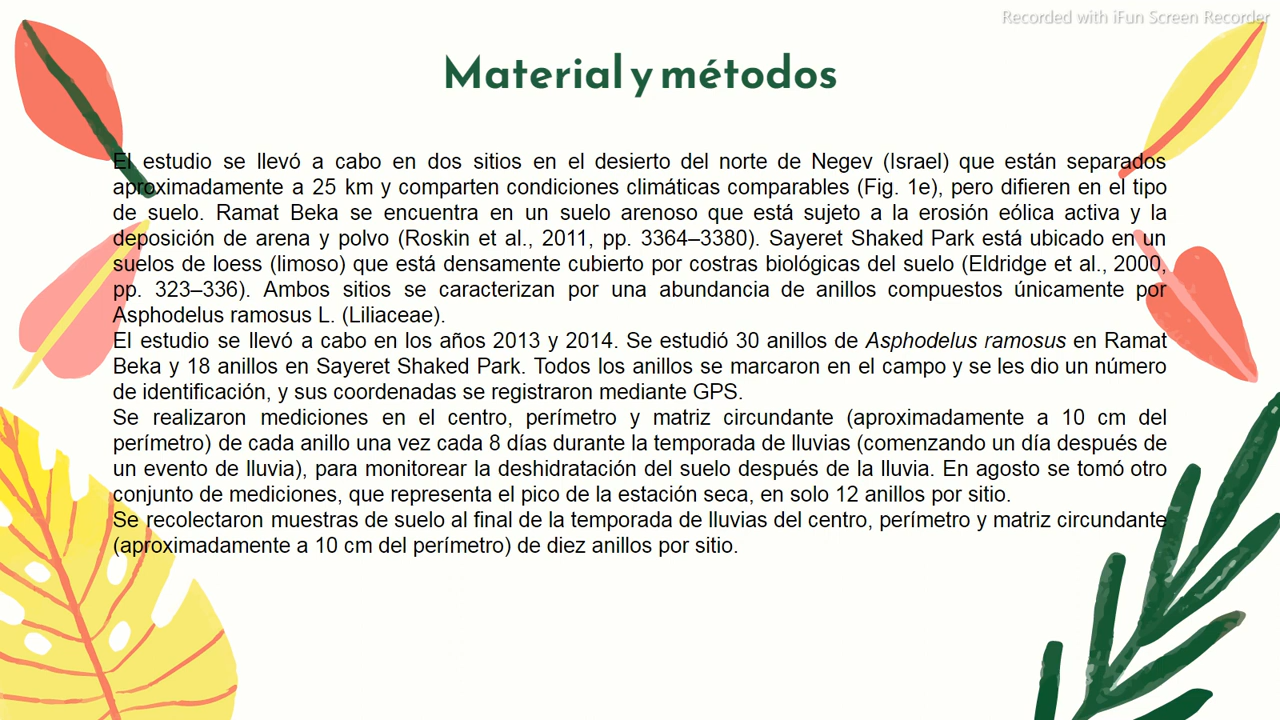 Recorded with iFun Screen Recorder
Material y métodos
El estudio se llevó a cabo en dos sitios en el desierto del norte de Negev (Israel) que están separados
aproximadamente a 25 km y comparten condiciones climáticas comparables (Fig. 1e), pero difieren en el tipo
de suelo. Ramat Beka se encuentra en un suelo arenoso que está sujeto a la erosión eólica activa y la
deposición de arena y polvo (Roskin et al., 2011, pp. 3364–3380). Sayeret Shaked Park está ubicado en un
suelos de loess (limoso) que está densamente cubierto por costras biológicas del suelo (Eldridge et al., 2000,
pp. 323–336). Ambos sitios se caracterizan por una abundancia de anillos compuestos únicamente por
Asphodelus ramosus L. (Liliaceae).
El estudio se llevó a cabo en los años 2013 y 2014. Se estudió 30 anillos de Asphodelus ramosus en Ramat
Beka y 18 anillos en Sayeret Shaked Park. Todos los anillos se marcaron en el campo y se les dio un número
de identificación, y sus coordenadas se registraron mediante GPS.
Se realizaron mediciones en el centro, perímetro y matriz circundante (aproximadamente a 10 cm del
perímetro) de cada anillo una vez cada 8 días durante la temporada de lluvias (comenzando un día después de
un evento de lluvia), para monitorear la deshidratación del suelo después de la lluvia. En agosto se tomó otro
conjunto de mediciones, que representa el pico de la estación seca, en solo 12 anillos por sitio.
Se recolectaron muestras de suelo al final de la temporada de lluvias del centro, perímetro y matriz circundante
(aproximadamente a 10 cm del perímetro) de diez anillos por sitio.